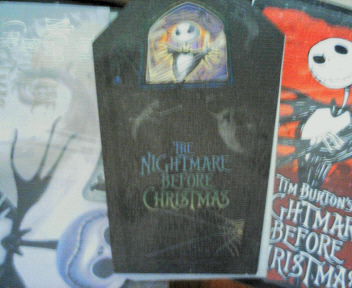 THE
NIGHTMARE
BEFORE
CHRISTMAS
TIM BURTON'S
GHTMAR
BEFORE
RISTMAS